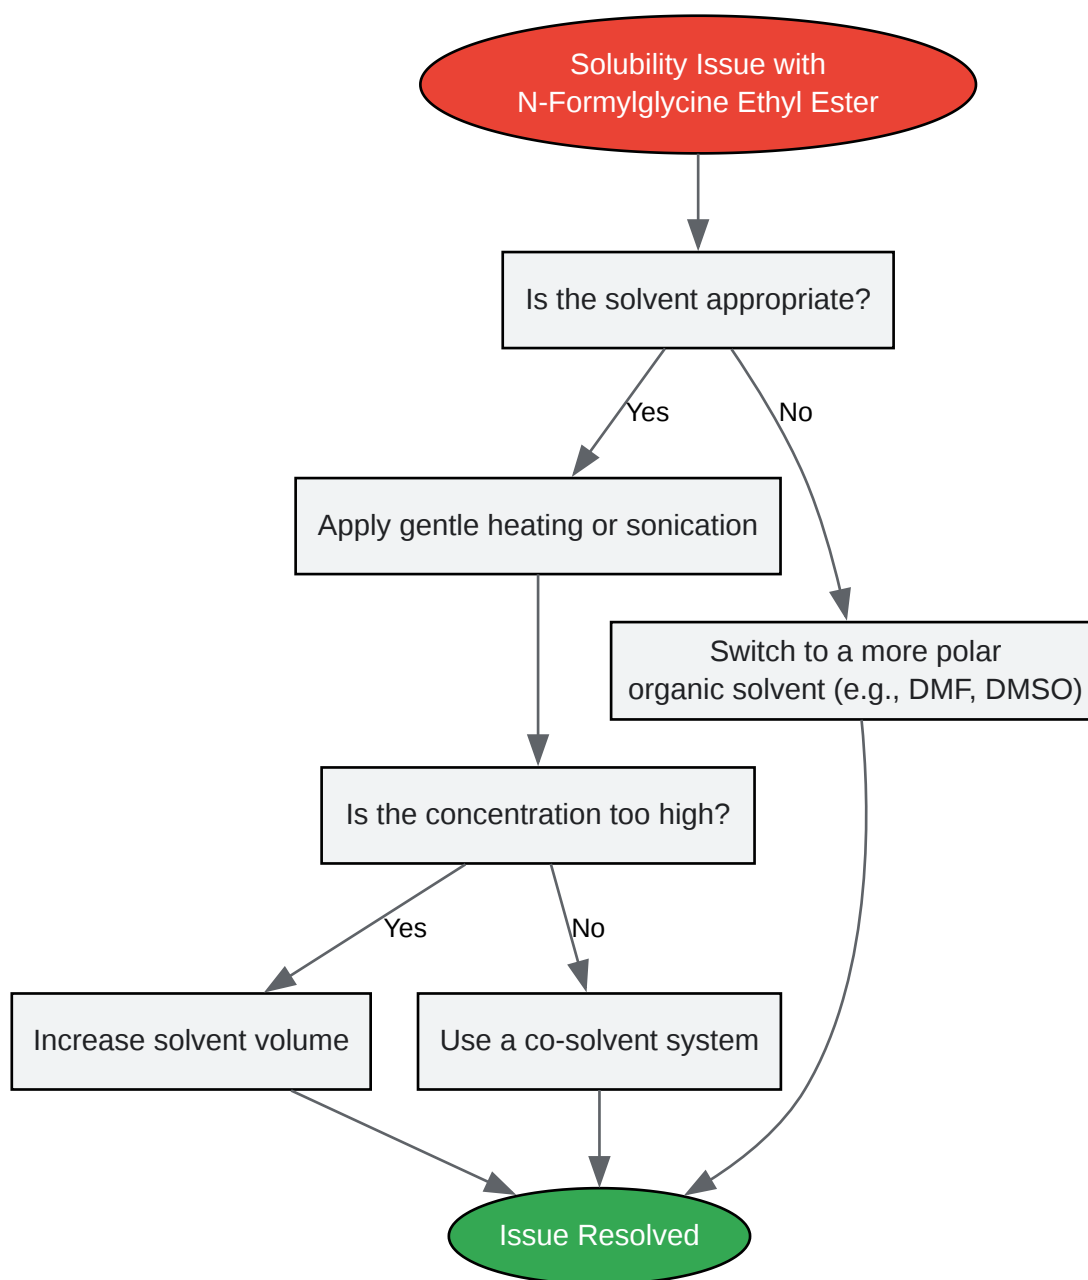 Solubility Issue with
N-Formylglycine Ethyl Ester
Is the solvent appropriate?
Yes
No
Apply gentle heating or sonication
Switch to a more polar
organic solvent (e.g., DMF, DMSO)
Is the concentration too high?
Yes
No
Increase solvent volume
Use a co-solvent system
Issue Resolved